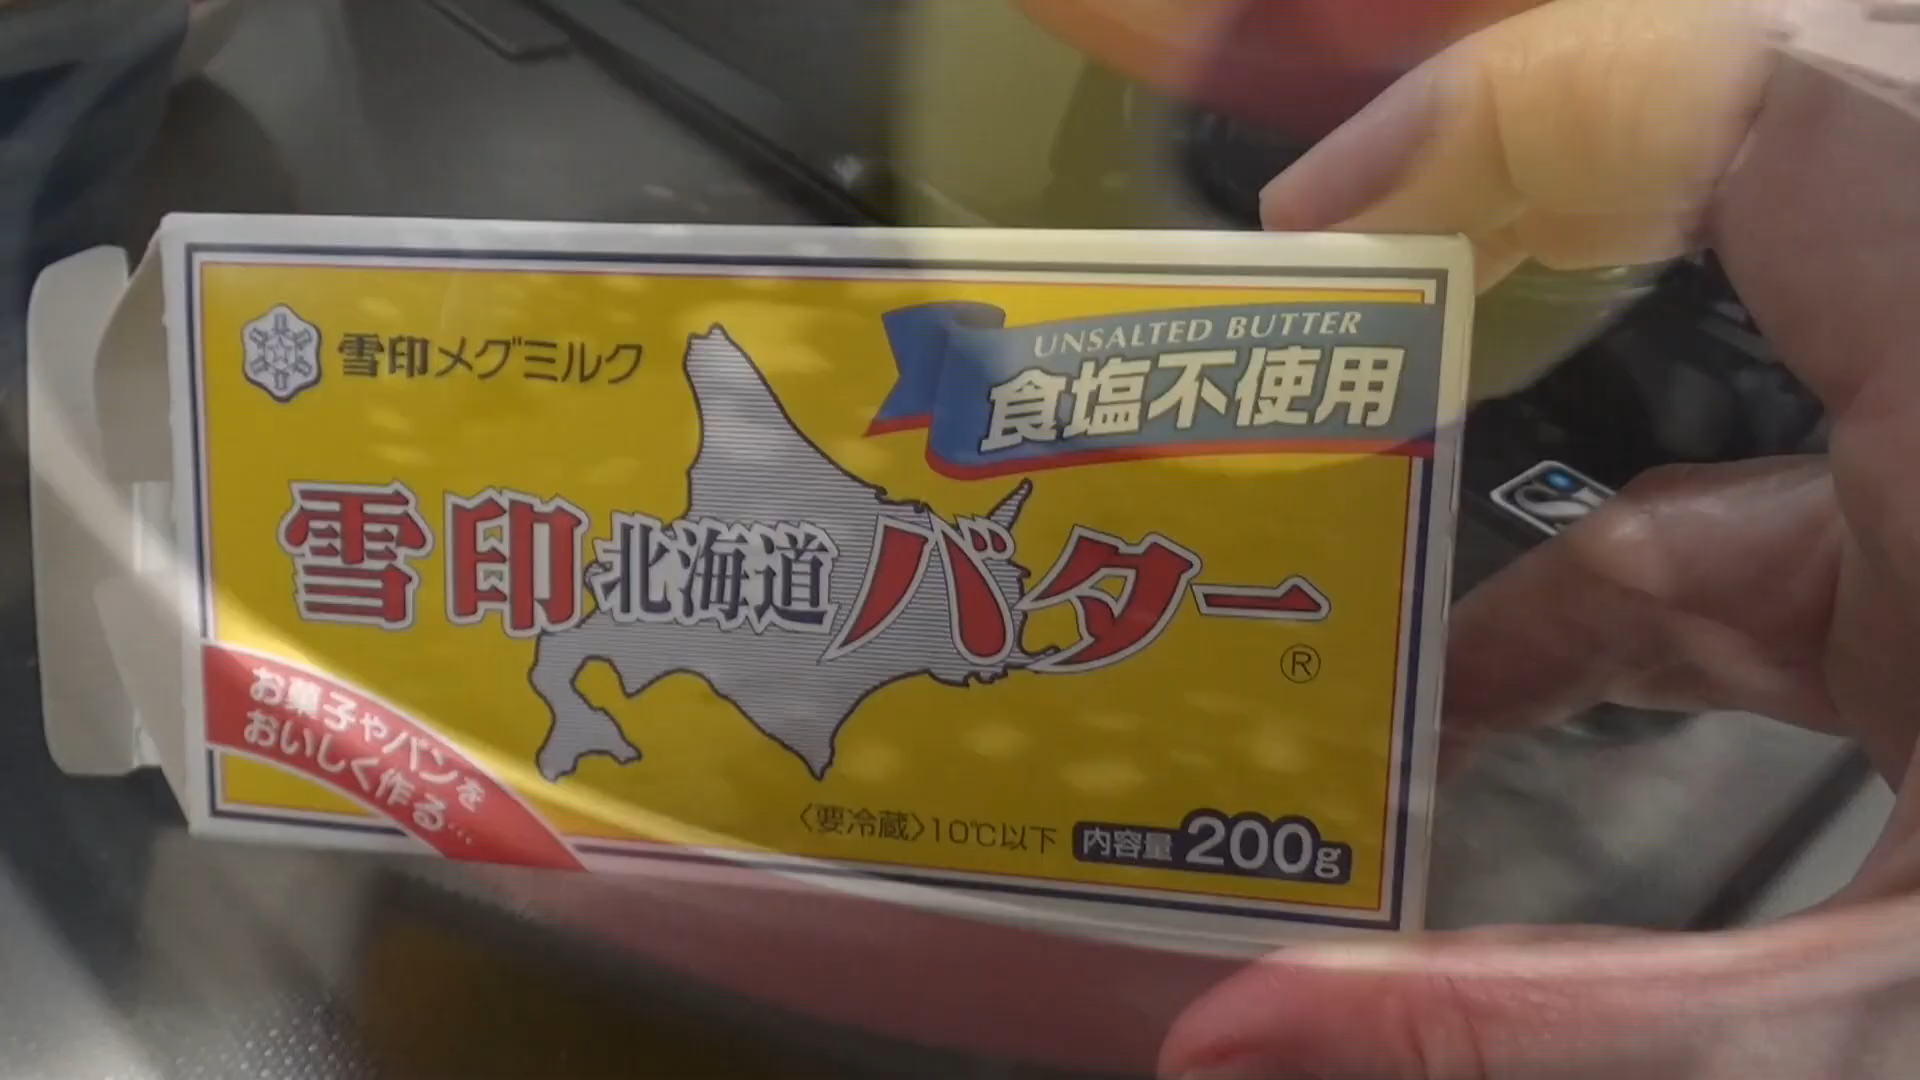 雪印メグミルク
UNSALTED BUTTER
食塩不使用
雪印北海道バター
®
お菓子やパンを
おいしく作る…
〈要冷蔵〉10℃以下
内容量 200g